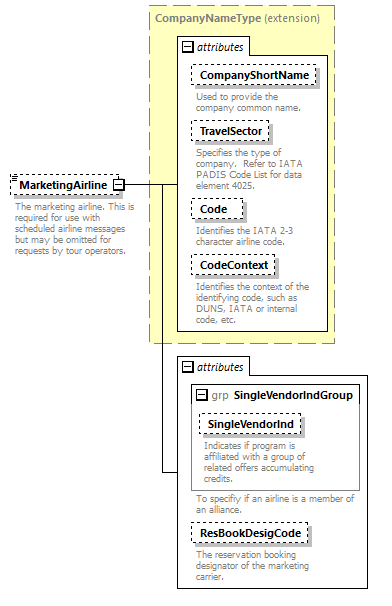 CompanyNameType (extension)
attributes
CompanyShortName
Used to provide the
company common name.
TravelSector
Specifies the type of
company.  Refer to IATA
PADIS Code List for data
element 4025.
MarketingAirline
The marketing airline. This is
required for use with
scheduled airline messages
but may be omitted for
requests by tour operators.
Code
Identifies the IATA 2-3
character airline code.
CodeContext
Identifies the context of the
identifying code, such as
DUNS, IATA or internal
code, etc.
attributes
grp SingleVendorIndGroup
SingleVendorInd
Indicates if program is
affiliated with a group of
related offers accumulating
credits.
To specifiy if an airline is a member of
an alliance.
ResBookDesigCode
The reservation booking
designator of the marketing
carrier.